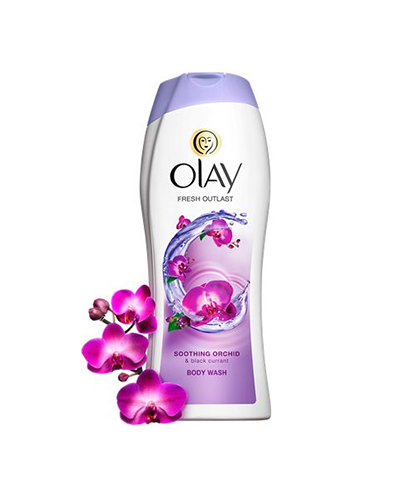 OLAY
FRESH OUTLAST
SOOTHING ORCHID
& black currant
BODY WASH